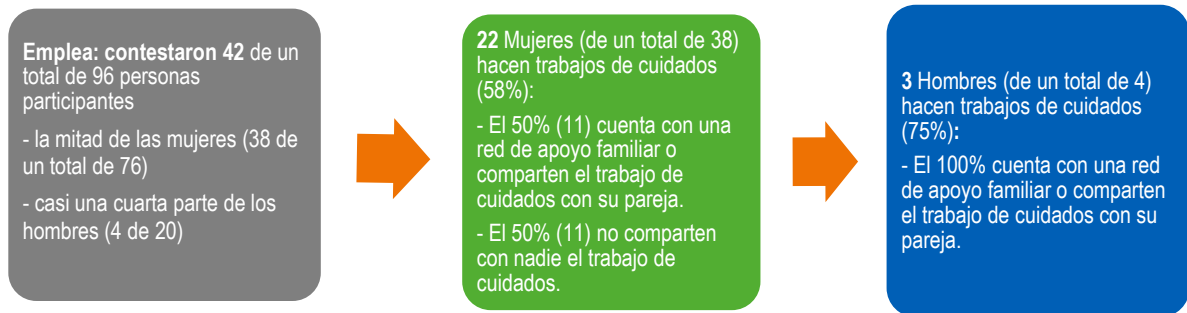 Emplea: contestaron 42 de un
total de 96 personas
participantes
- la mitad de las mujeres (38 de
un total de 76)
- casi una cuarta parte de los
hombres (4 de 20)
22 Mujeres (de un total de 38)
hacen trabajos de cuidados
(58%):
- El 50% (11) cuenta con una
red de apoyo familiar o
comparten el trabajo de
cuidados con su pareja.
- El 50% (11) no comparten
con nadie el trabajo de
cuidados.
3 Hombres (de un total de 4)
hacen trabajos de cuidados
(75%):
- El 100% cuenta con una red
de apoyo familiar o comparten
el trabajo de cuidados con su
pareja.